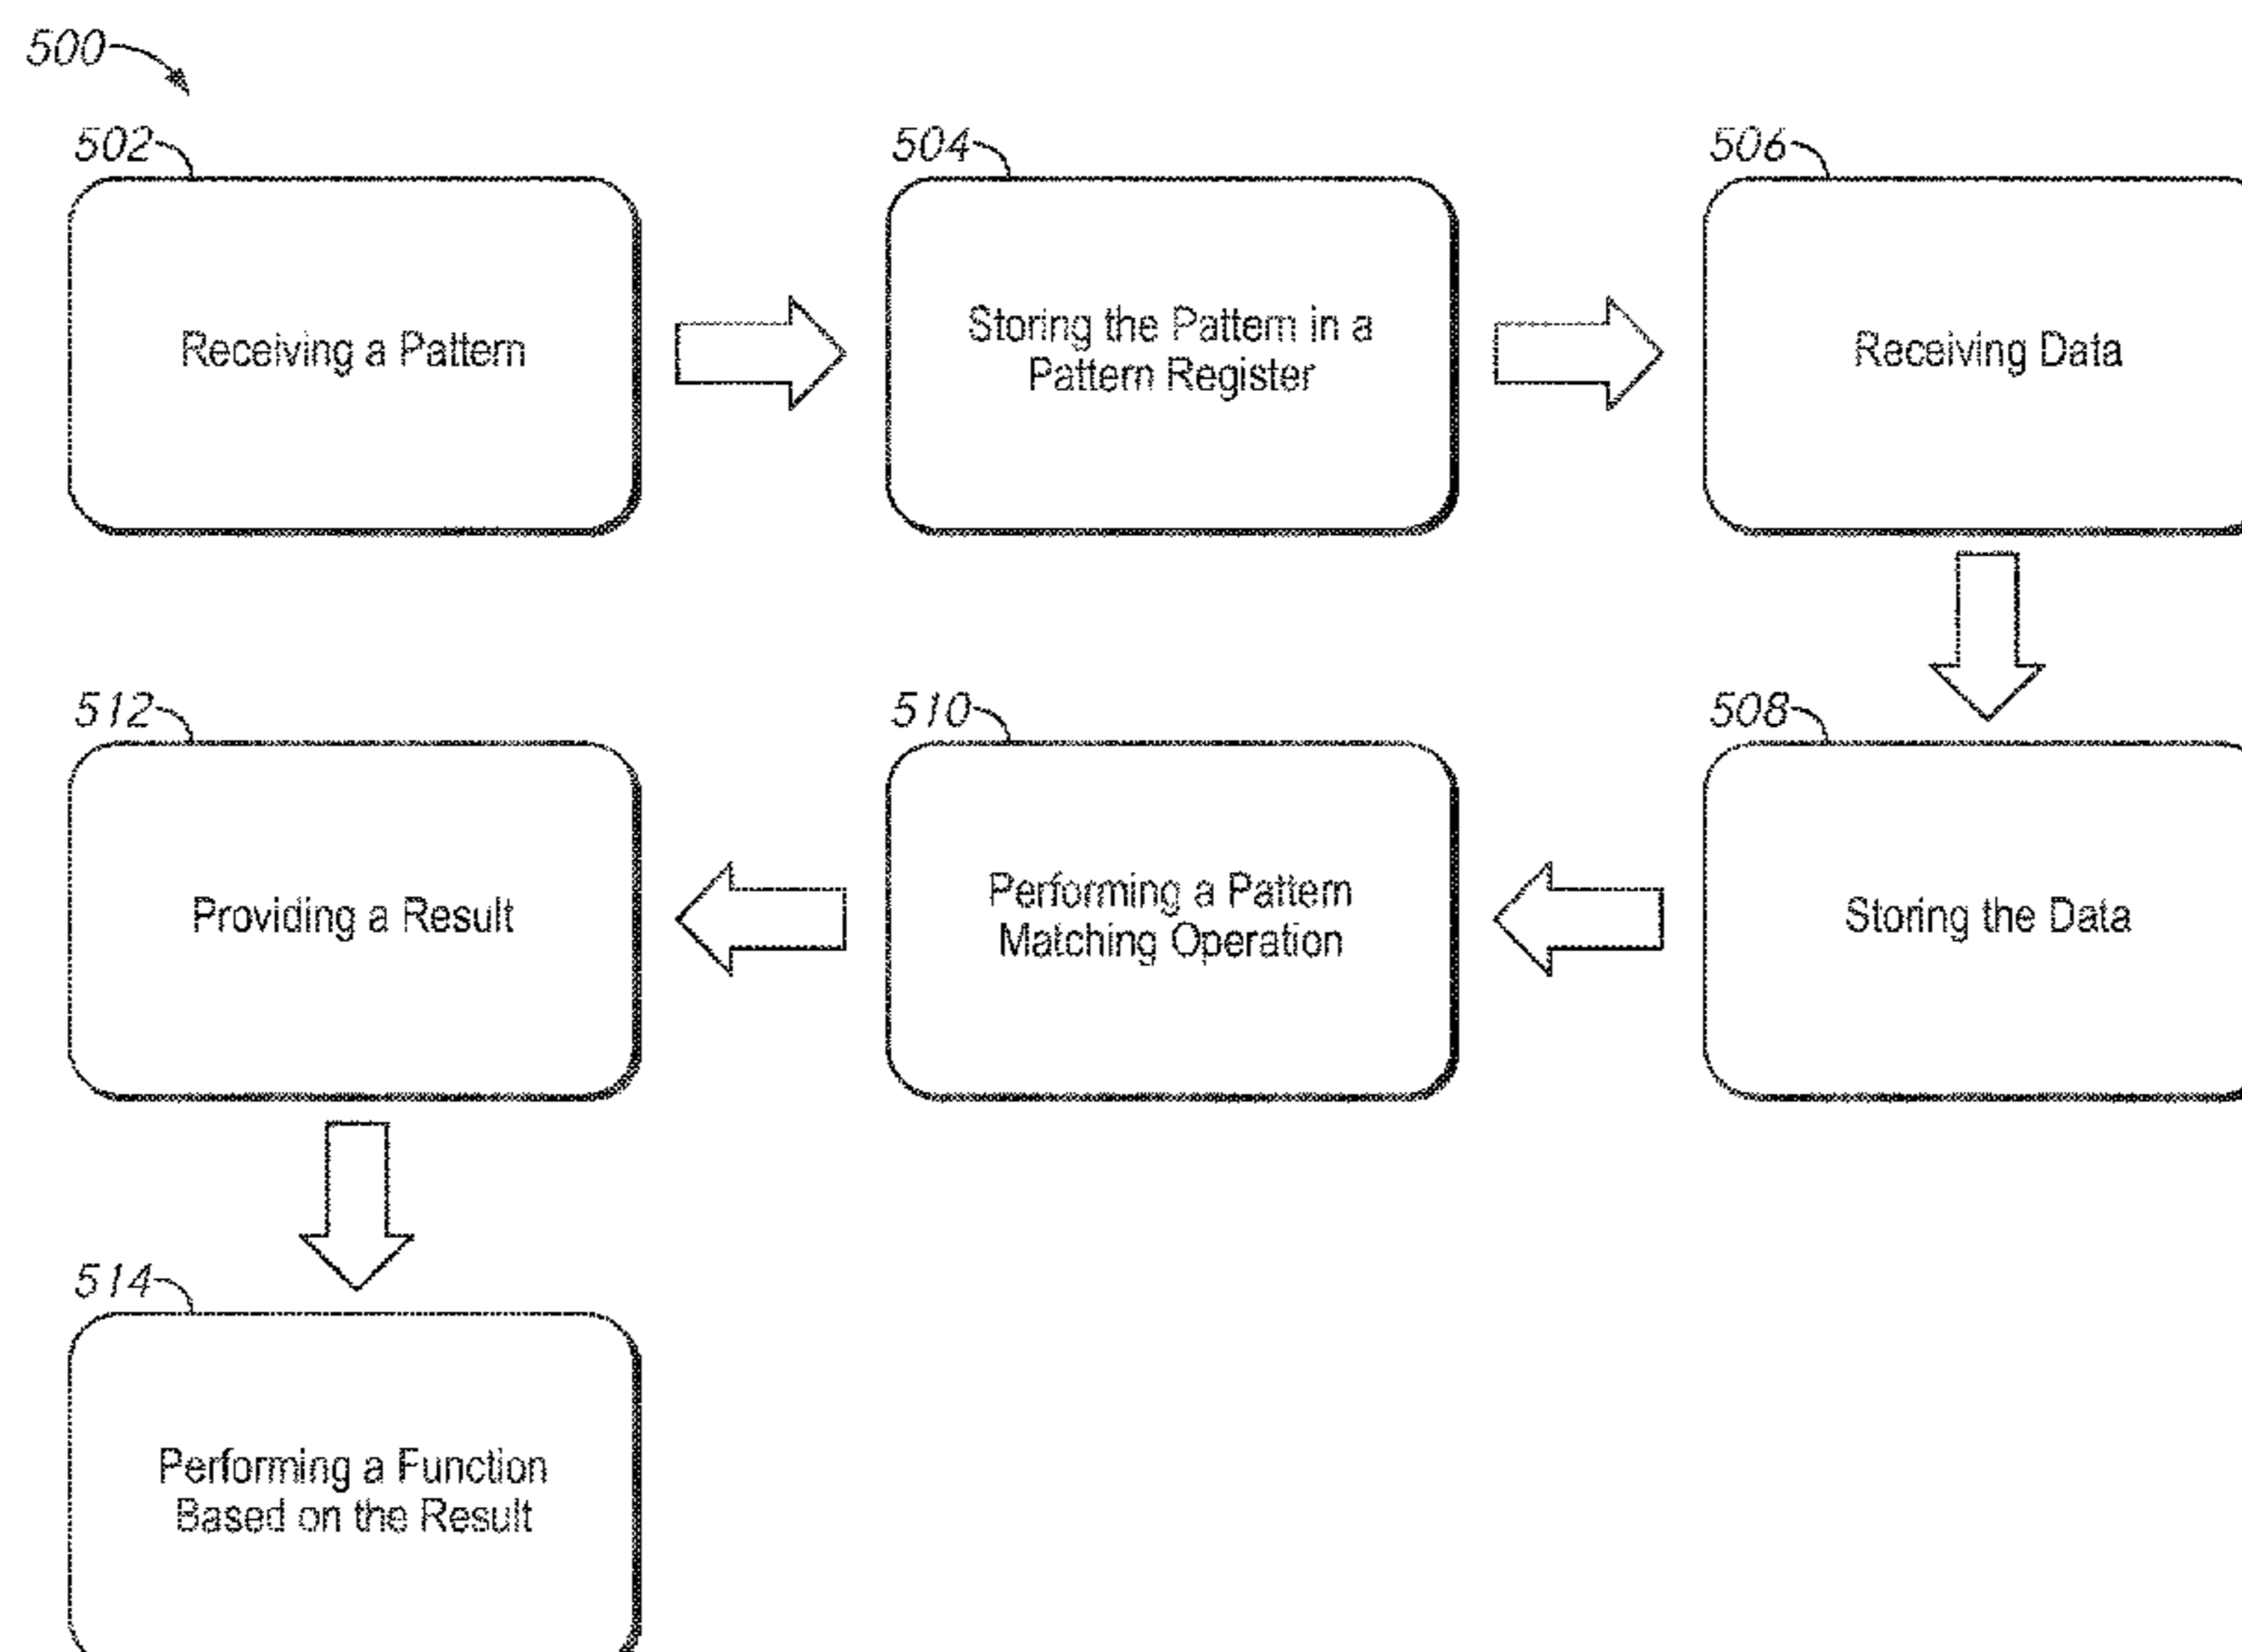 500
502
Receiving a Pattern
504
Storing the Pattern in a
Pattern Register
506
Receiving Data
508
Storing the Data
510
Performing a Pattern
Matching Operation
512
Providing a Result
514
Performing a Function
Based on the Result